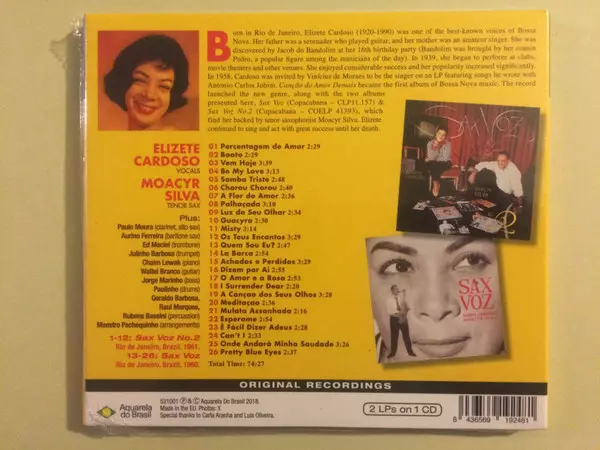 Born in Rio de Janeiro, Elizete Cardoso (1920-1990) was one of the best-known voices of Bossa
Nova. Her father was a serenader who played guitar, and her mother was an amateur singer. She was
discovered by Jacob do Bandolim at her 16th birthday party (Bandolim was brought by her cousin
Pedro, a popular figure among the musicians of the day). In 1939, she began to perform at clubs,
movie theaters and other venues. She enjoyed considerable success and her popularity increased significantly.
In 1958, Cardoso was invited by Vinicius de Moraes to be the singer on an LP featuring songs he wrote with
Antonio Carlos Jobim. Canção do Amor Demais became the first album of Bossa Nova music. The record
launched the new genre, along with the two albums
presented here, Sax Voz (Copacabana – CLP11.157) &
Sax Voz No.2 (Copacabana – COELP 41393), which
find her backed by since saxophonist Moacyr Silva. Elizete
continued to sing and act with great success until her death.
ELIZETE
CARDOSO
VOCALS
MOACYR
SILVA
TENOR SAX
Plus:
Paulo Moura (clarinet, alto sax)
Aurino Ferreira (baritone sax)
Ed Maciel (trombone)
Julinho Barbosa (trumpet)
Chaim Lewak (piano)
Waltel Branco (guitar)
Jorge Marinho (bass)
Paulinho (drums)
Geraldo Barbosa,
Raul Marques,
Rubens Bassini (percussion)
Maestro Pachequinho (arrangements)
1-12: Sax Voz No.2
Rio de Janeiro, Brazil, 1961.
13-26: Sax Voz
Rio de Janeiro, Brazil, 1960.
01 Percentagem de Amor 2:29
02 Boato 2:29
03 Vem Hoje 3:39
04 Be My Love 3:13
05 Samba Triste 2:48
06 Chorou Chorou 2:40
07 A Flor do Amor 2:36
08 Palhaçada 3:10
09 Luz do Seu Olhar 2:34
10 Guacyra 2:30
11 Misty 3:14
12 Os Teus Encantos 3:29
13 Quem Sou Eu? 2:47
14 La Barca 2:54
15 Achados e Perdidos 3:29
16 Dizem por Aí 2:55
17 O Amor e a Rosa 2:53
18 I Surrender Dear 2:20
19 A Canção dos Seus Olhos 3:28
20 Meditação 2:36
21 Mulata Assanhada 2:16
22 Esperame 2:54
23 É Fácil Dizer Adeus 2:28
24 Can't I 2:33
25 Onde Andará Minha Saudade 3:26
26 Pretty Blue Eyes 2:37
Total Time: 74:27
SAX VOZ
2
SAX
VOZ
ORIGINAL RECORDINGS
Aquarela
do Brasil
531001 Ⓟ & © Aquarela Do Brasil 2018.
Made in the EU. Photos: X
Special thanks to Carla Aranha and Luis Oliveira.
2 LPs on 1 CD
8 436569 192461